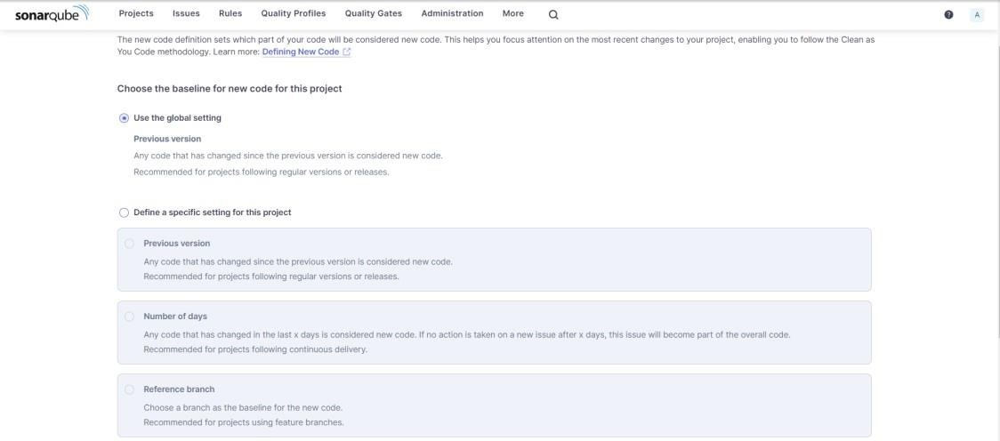 sonarqube Projects Issues Rules Quality Profiles Quality Gates Administration More ? A
The new code definition sets which part of your code will be considered new code. This helps you focus attention on the most recent changes to your project, enabling you to follow the Clean as
You Code methodology. Learn more: Defining New Code
Choose the baseline for new code for this project
Use the global setting
Previous version
Any code that has changed since the previous version is considered new code.
Recommended for projects following regular versions or releases.
Define a specific setting for this project
Previous version
Any code that has changed since the previous version is considered new code.
Recommended for projects following regular versions or releases.
Number of days
Any code that has changed in the last x days is considered new code. If no action is taken on a new issue after x days, this issue will become part of the overall code.
Recommended for projects following continuous delivery.
Reference branch
Choose a branch as the baseline for the new code.
Recommended for projects using feature branches.